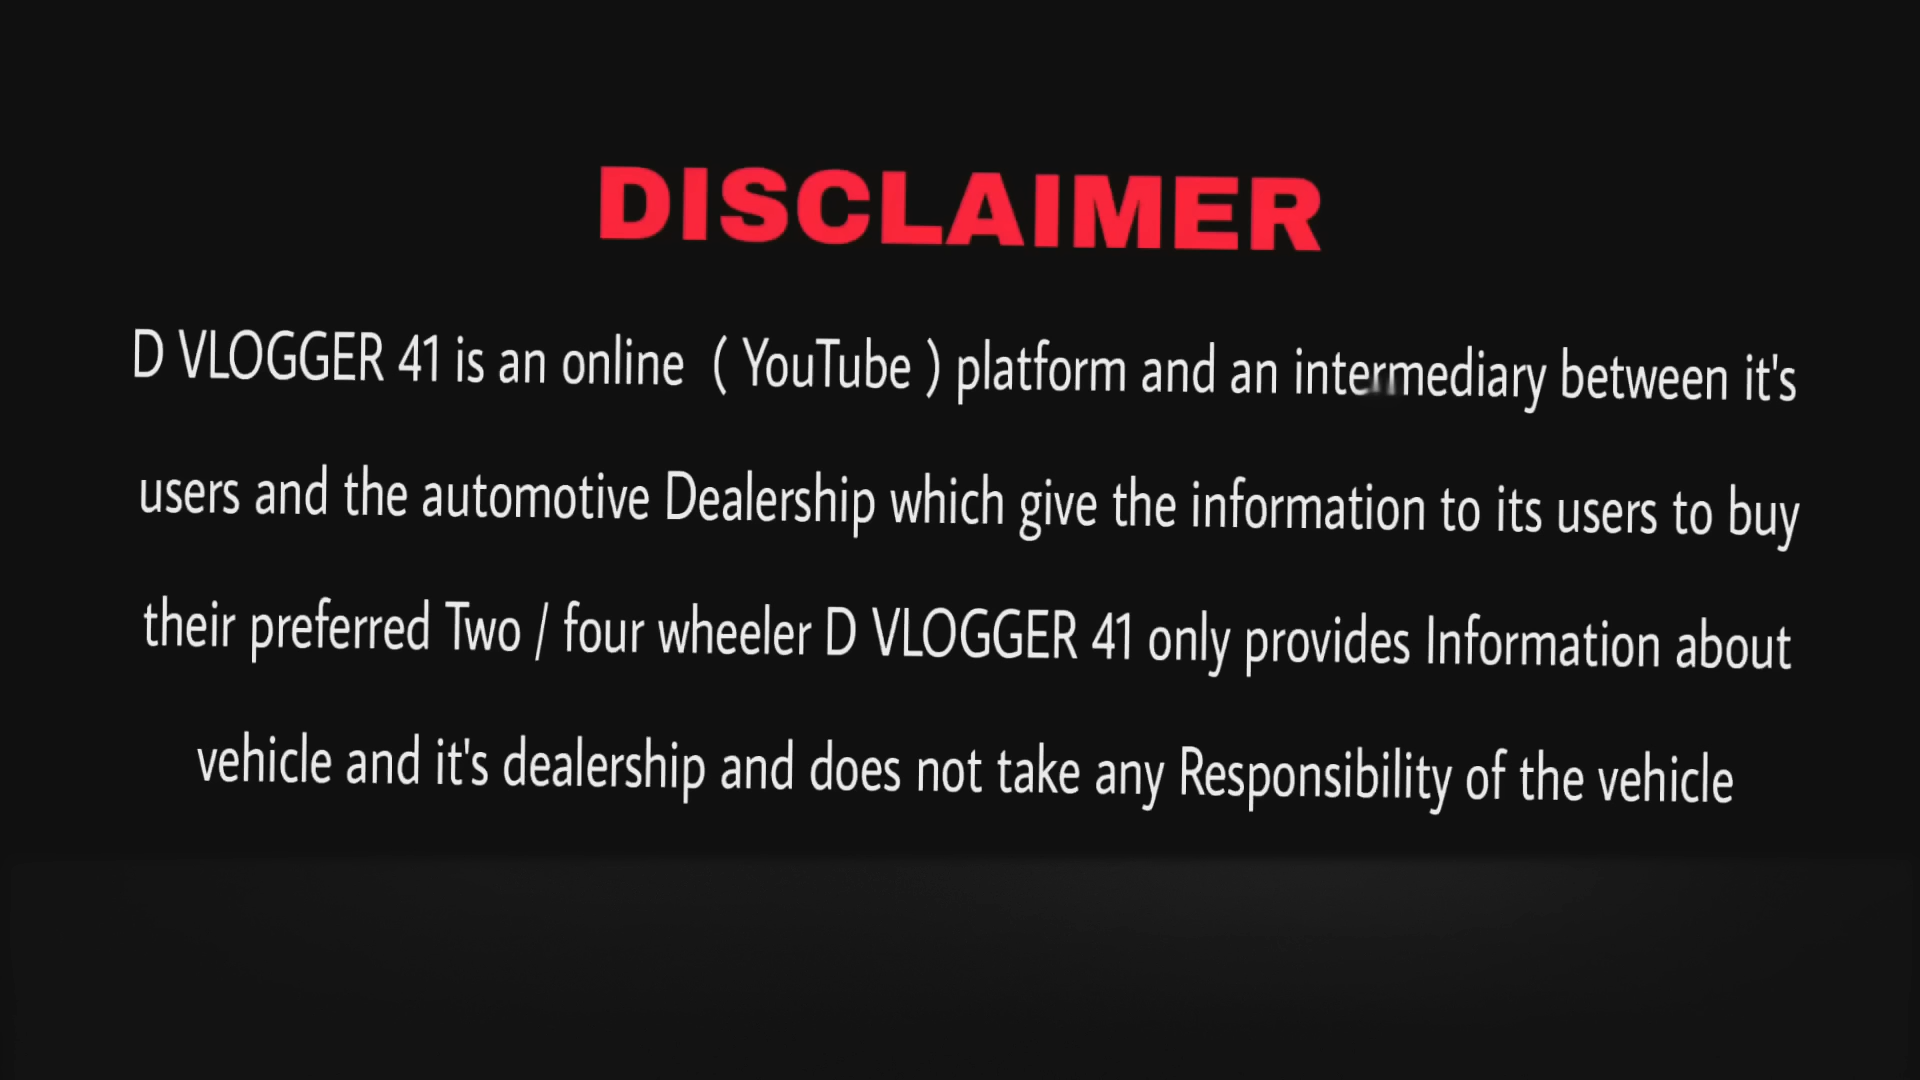 DISCLAIMER
D VLOGGER 41 is an online ( YouTube ) platform and an intermediary between it's
users and the automotive Dealership which give the information to its users to buy
their preferred Two / four wheeler D VLOGGER 41 only provides Information about
vehicle and it's dealership and does not take any Responsibility of the vehicle